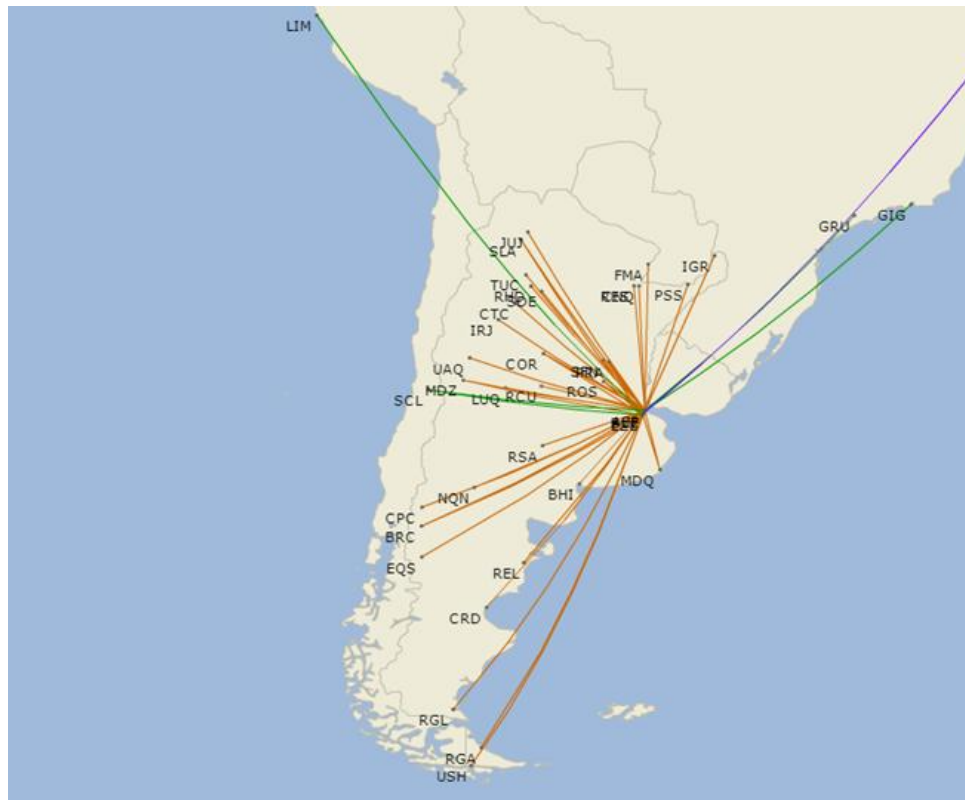 LIM
GIG
GRU
JUJ
SLA
IGR
FMA
TUC
PSS
RHD
SDE
CTC
IRJ
COR
UAQ
ROS
MDZ
RCU
LUQ
SCL
RSA
MDQ
BHI
NQN
CPC
BRC
EQS
REL
CRD
RGL
RGA
USH